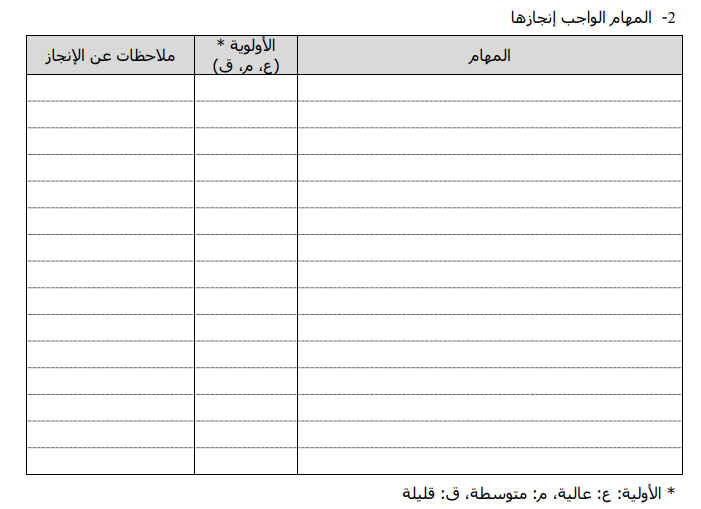 2- المهام الواجب إنجازها
المهام
الأولوية *
(ع، م، ق)
ملاحظات عن الإنجاز
* الأولية: ع: عالية، م: متوسطة، ق: قليلة